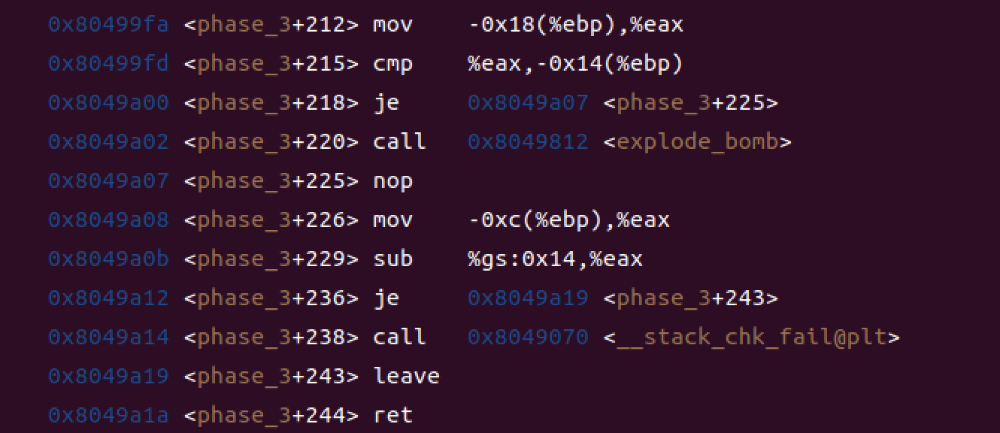 0x80499fa <phase_3+212> mov    -0x18(%ebp),%eax
0x80499fd <phase_3+215> cmp    %eax,-0x14(%ebp)
0x8049a00 <phase_3+218> je     0x8049a07 <phase_3+225>
0x8049a02 <phase_3+220> call   0x8049812 <explode_bomb>
0x8049a07 <phase_3+225> nop
0x8049a08 <phase_3+226> mov    -0xc(%ebp),%eax
0x8049a0b <phase_3+229> sub    %gs:0x14,%eax
0x8049a12 <phase_3+236> je     0x8049a19 <phase_3+243>
0x8049a14 <phase_3+238> call   0x8049070 <__stack_chk_fail@plt>
0x8049a19 <phase_3+243> leave
0x8049a1a <phase_3+244> ret